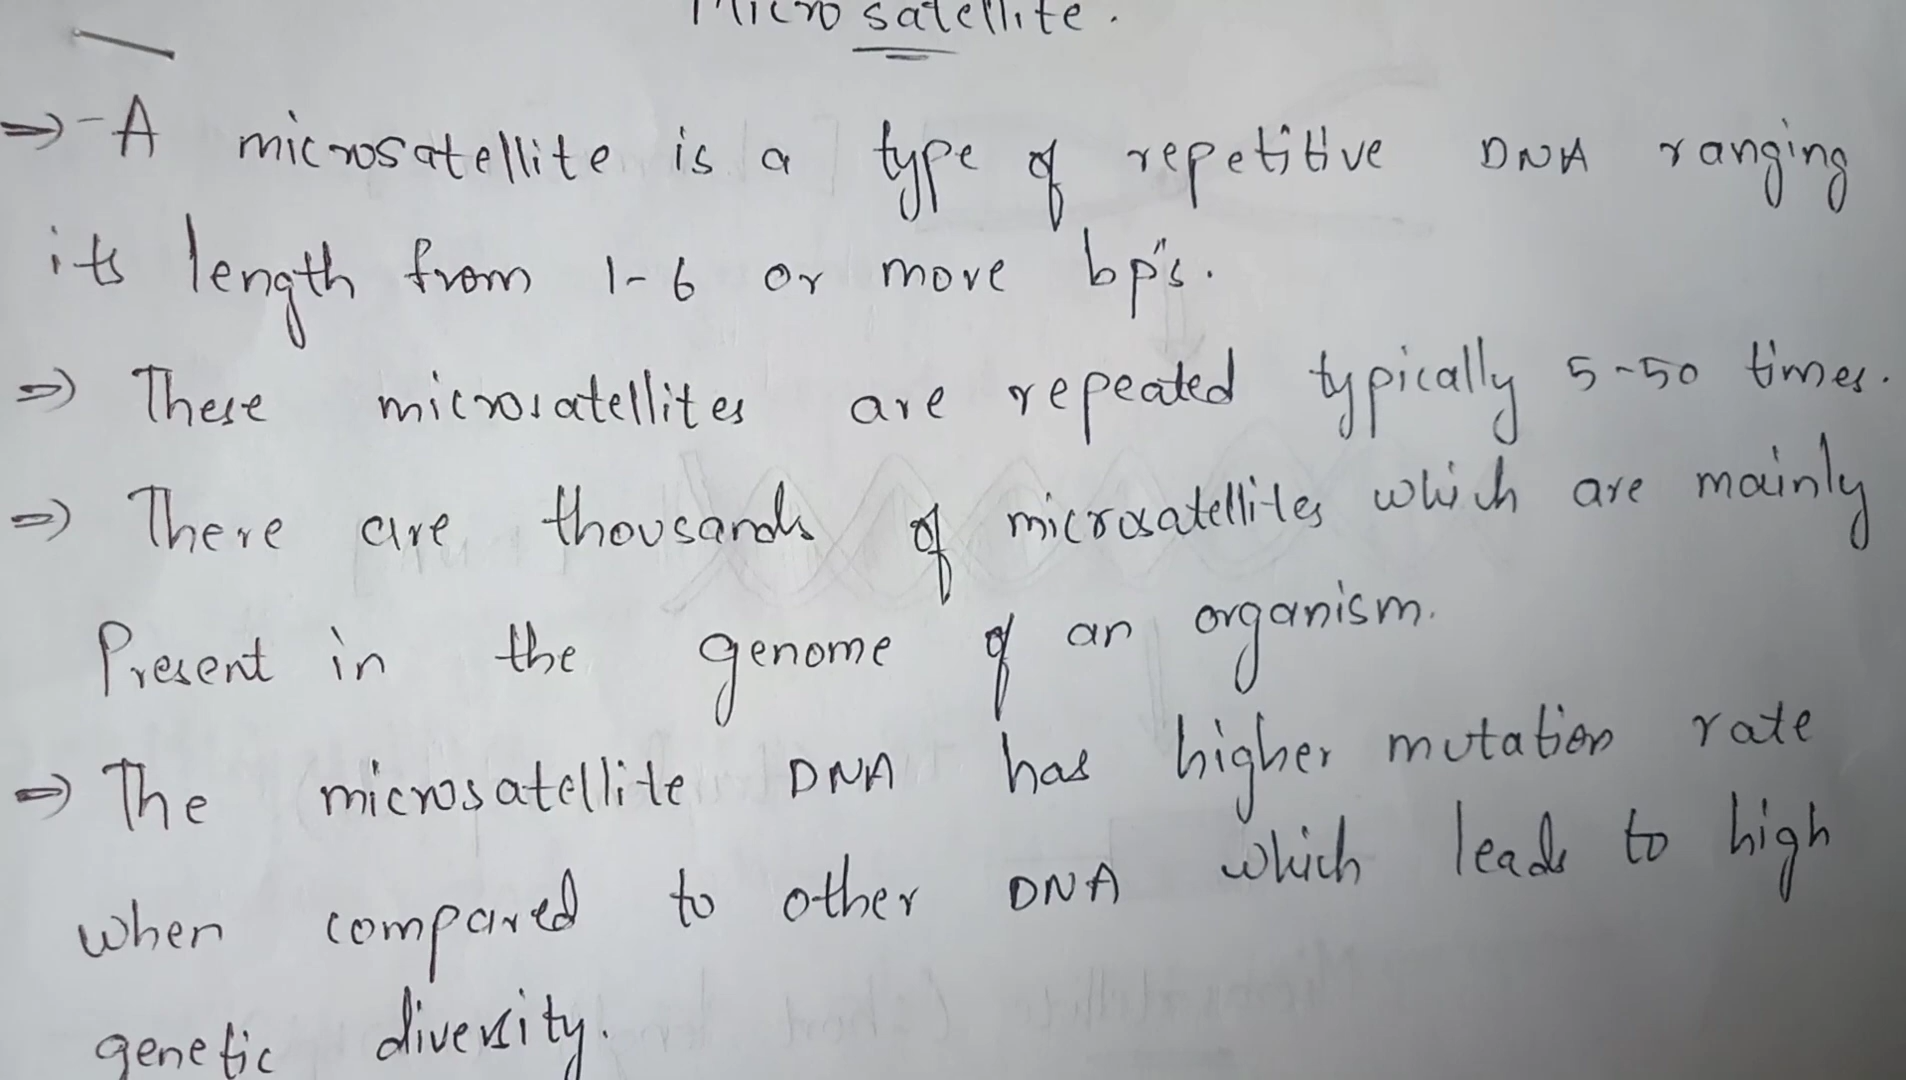 Micro satellite.
⇒ A microsatellite is a type of repetitive DNA ranging
its length from 1-6 or more bp's.
⇒ These microsatellites are repeated typically 5-50 times.
⇒ There are thousands of microsatellites which are mainly
Present in the genome of an organism.
⇒ The microsatellite DNA has higher mutation rate
when compared to other DNA which leads to high
genetic diversity.